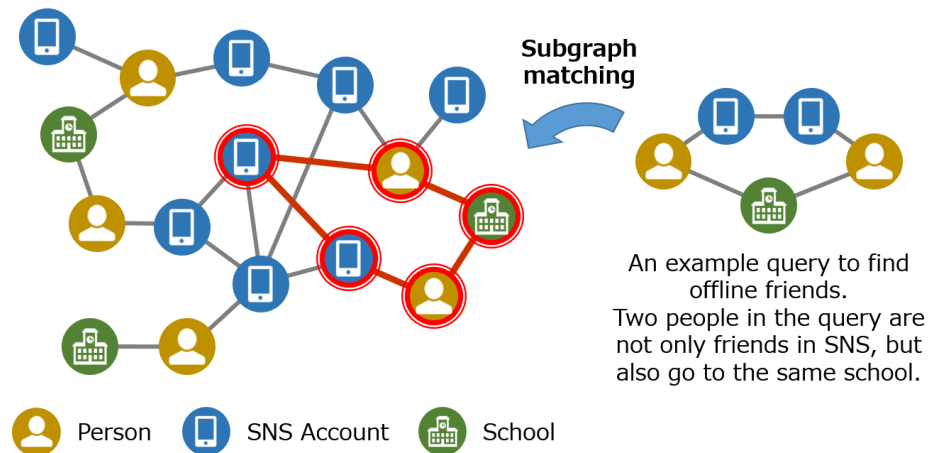 Subgraph
matching
An example query to find
offline friends.
Two people in the query are
not only friends in SNS, but
also go to the same school.
Person
SNS Account
School